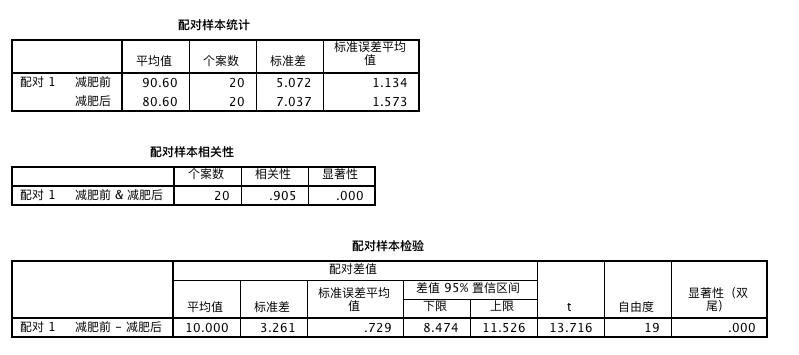 配对样本统计
平均值 个案数 标准差 标准误差平均值
配对 1 减肥前 90.60 20 5.072 1.134
减肥后 80.60 20 7.037 1.573
配对样本相关性
个案数 相关性 显著性
配对 1 减肥前 & 减肥后 20 .905 .000
配对样本检验
配对差值
差值 95% 置信区间
平均值 标准差 标准误差平均值 下限 上限 t 自由度 显著性（双尾）
配对 1 减肥前 – 减肥后 10.000 3.261 .729 8.474 11.526 13.716 19 .000